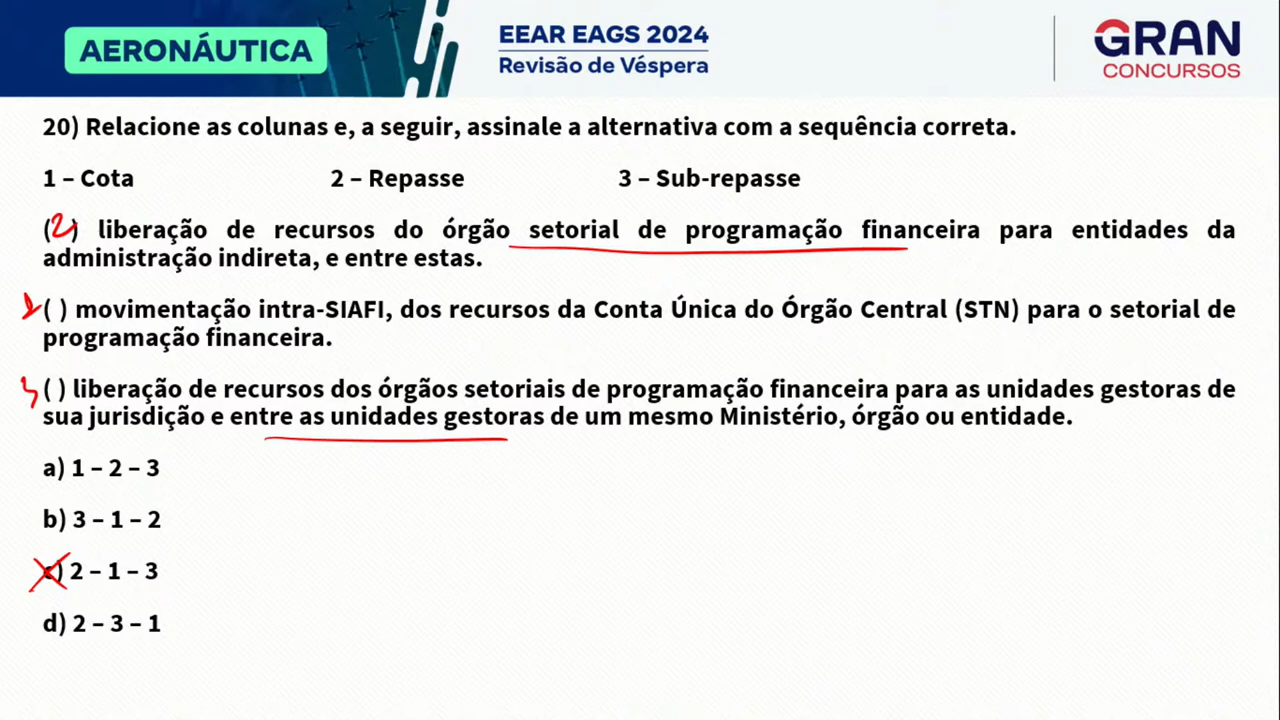 AERONÁUTICA
EEAR EAGS 2024
Revisão de Véspera
GRAN
CONCURSOS
20) Relacione as colunas e, a seguir, assinale a alternativa com a sequência correta.
1 – Cota 2 – Repasse 3 – Sub-repasse
(2) liberação de recursos do órgão setorial de programação financeira para entidades da
administração indireta, e entre estas.
1 ( ) movimentação intra-SIAFI, dos recursos da Conta Única do Órgão Central (STN) para o setorial de
programação financeira.
3 ( ) liberação de recursos dos órgãos setoriais de programação financeira para as unidades gestoras de
sua jurisdição e entre as unidades gestoras de um mesmo Ministério, órgão ou entidade.
a) 1 – 2 – 3
b) 3 – 1 – 2
c) 2 – 1 – 3
d) 2 – 3 – 1